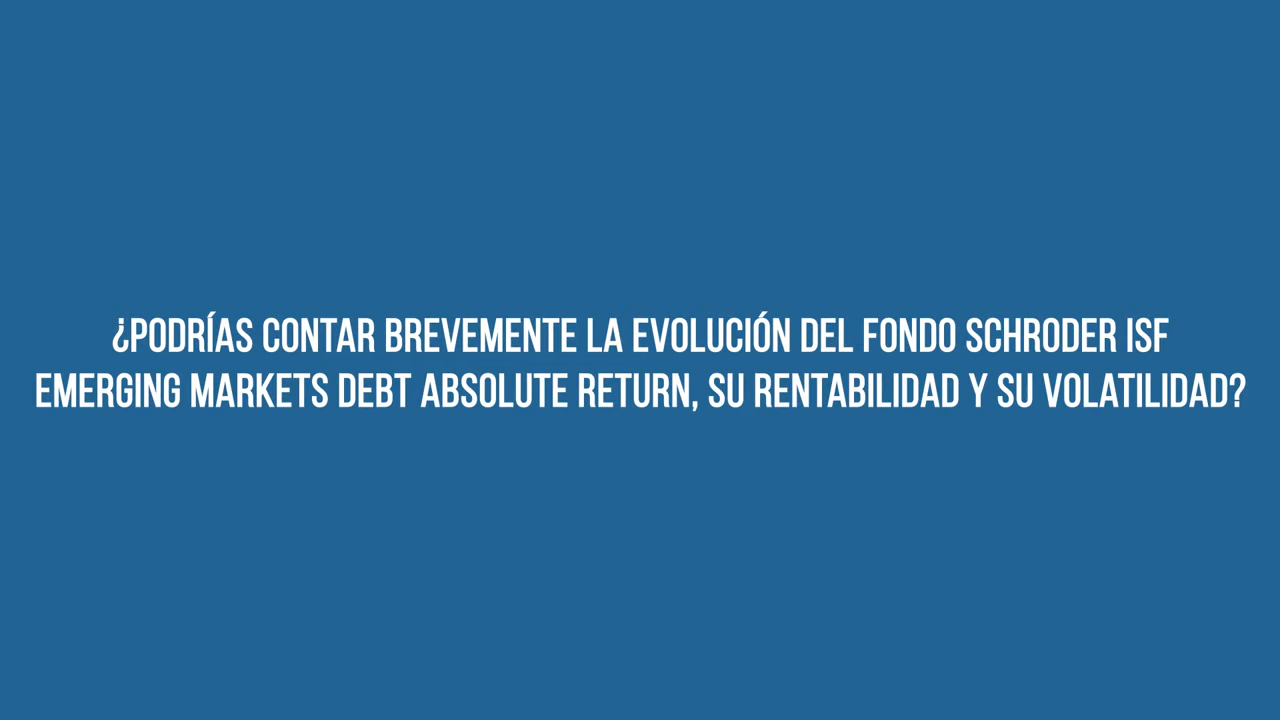 ¿PODRÍAS CONTAR BREVEMENTE LA EVOLUCIÓN DEL FONDO SCHRODER ISF
EMERGING MARKETS DEBT ABSOLUTE RETURN, SU RENTABILIDAD Y SU VOLATILIDAD?